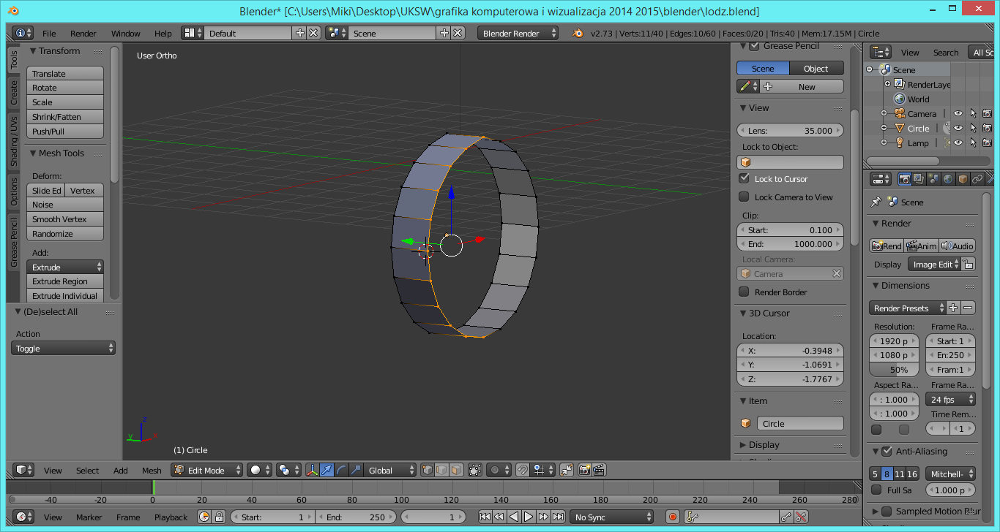 Blender* [C:\Users\Miki\Desktop\UKSW\grafika komputerowa i wizualizacja 2014 2015\blender\lodz.blend]
File Render Window Help Default Scene Blender Render v2.73 | Verts:11/40 | Edges:10/60 | Faces:0/20 | Tris:40 | Mem:17.15M | Circle
Tools
Create
Shading / UVs
Options
Grease Pencil
Transform
Translate
Rotate
Scale
Shrink/Fatten
Push/Pull
Mesh Tools
Deform:
Slide Ed Vertex
Noise
Smooth Vertex
Randomize
Add:
Extrude
Extrude Region
Extrude Individual
(De)select All
Action
Toggle
User Ortho
z
y x
(1) Circle
Grease Pencil
Scene Object
New
View
Lens: 35.000
Lock to Object:
Lock to Cursor
Lock Camera to View
Clip:
Start: 0.100
End: 1000.000
Local Camera:
Camera
Render Border
3D Cursor
Location:
X: -0.3948
Y: -1.0691
Z: -1.7767
Item
Circle
Display
View Search All Sc
Scene
RenderLaye
World
Camera
Circle
Lamp
Scene
Render
Rend Anim Audio
Display Image Edit
Dimensions
Render Presets
Resolution: Frame Ra...
1920 p Start: 1
1080 p En:250
50% Fram:1
Aspect Ra... Frame Ra...
: 1.000 24 fps
: 1.000 Time Rem...
1
Anti-Aliasing
5 8 11 16 Mitchell-
Full Sa 1.000 p
Sampled Motion Blur
View Select Add Mesh Edit Mode Global
-40 -20 0 20 40 60 80 100 120 140 160 180 200 220 240 260 280
View Marker Frame Playback Start: 1 End: 250 1 No Sync